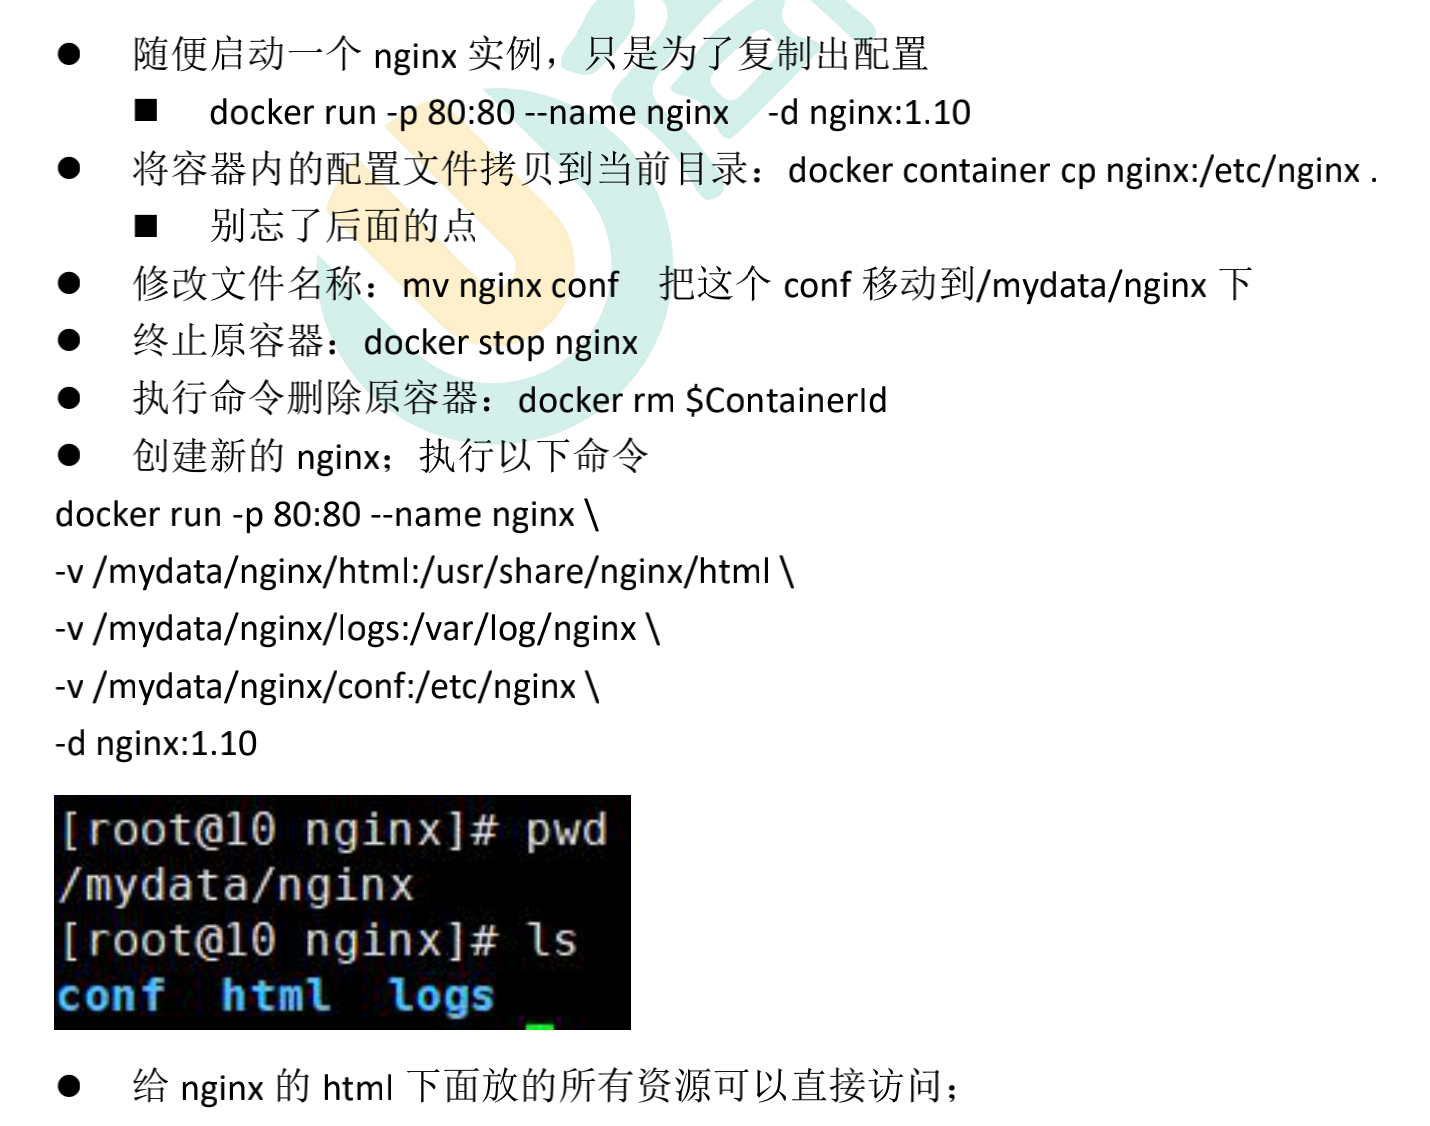 ● 随便启动一个 nginx 实例，只是为了复制出配置
■ docker run -p 80:80 --name nginx -d nginx:1.10
● 将容器内的配置文件拷贝到当前目录：docker container cp nginx:/etc/nginx .
■ 别忘了后面的点
● 修改文件名称：mv nginx conf 把这个 conf 移动到/mydata/nginx 下
● 终止原容器：docker stop nginx
● 执行命令删除原容器：docker rm $ContainerId
● 创建新的 nginx；执行以下命令
docker run -p 80:80 --name nginx \
-v /mydata/nginx/html:/usr/share/nginx/html \
-v /mydata/nginx/logs:/var/log/nginx \
-v /mydata/nginx/conf:/etc/nginx \
-d nginx:1.10
[root@10 nginx]# pwd
/mydata/nginx
[root@10 nginx]# ls
conf html logs
● 给 nginx 的 html 下面放的所有资源可以直接访问；